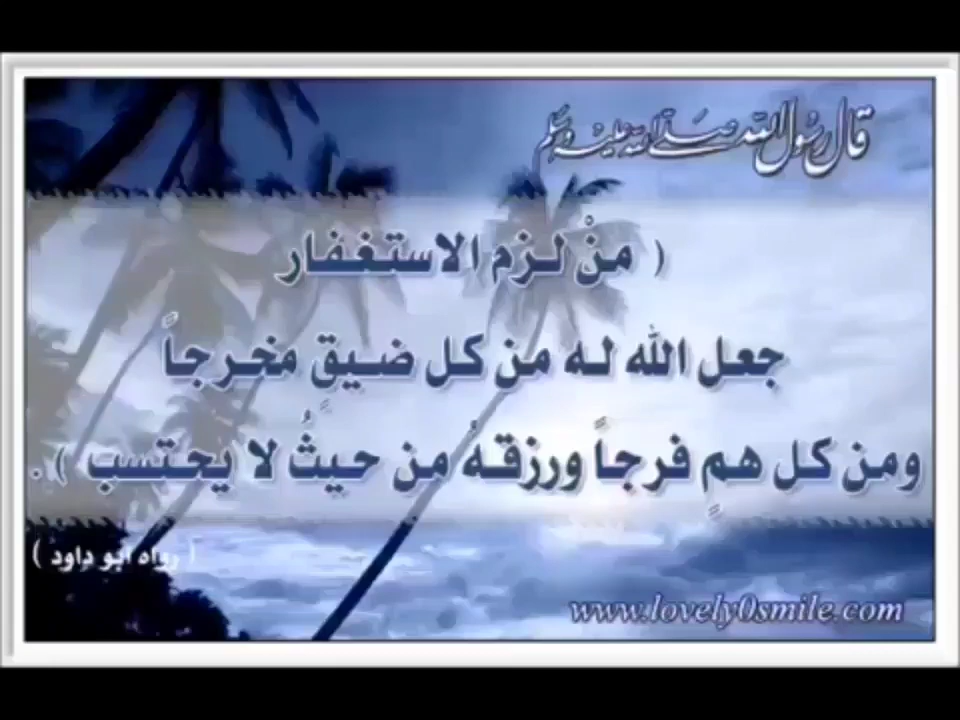 قال رسول الله صلى الله عليه وسلم
( منْ لزم الاستغفار
جعل الله له من كل ضيقٍ مخرجاً
ومن كل همٍ فرجاً ورزقهُ من حيثُ لا يحتسب ) .
( رواه ابو داود )
www.lovely0smile.com